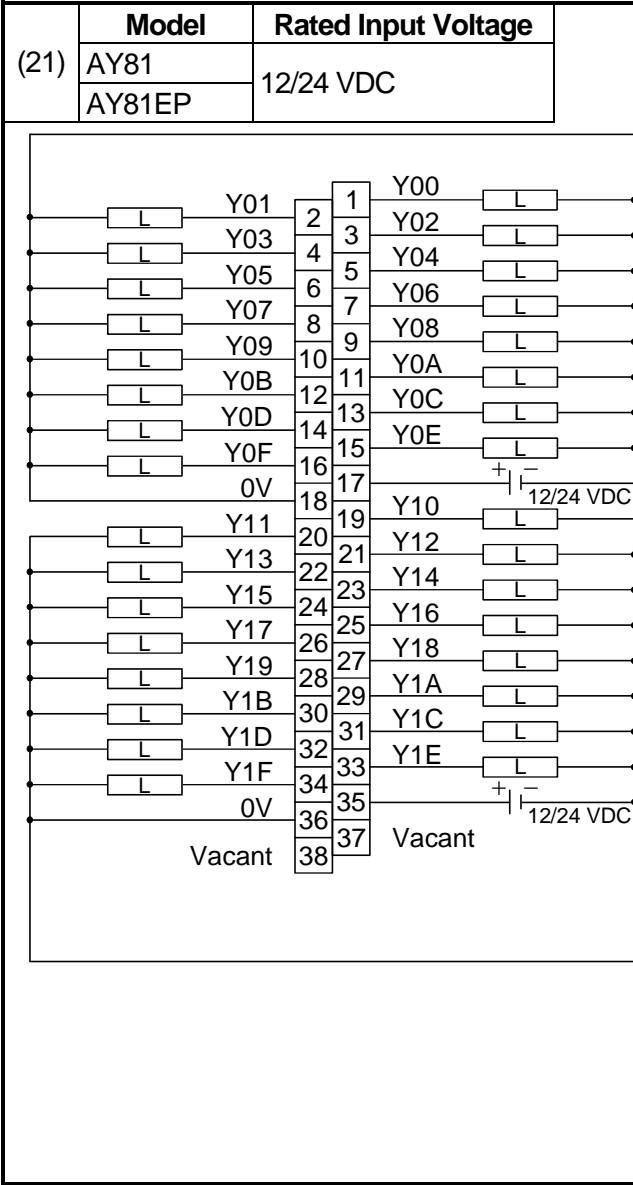 (21) Model Rated Input Voltage
AY81 12/24 VDC
AY81EP
Y00
1
L
Y01
L
2
Y02
3
L
Y03
L
4
Y04
5
L
Y05
L
6
Y06
7
L
Y07
L
8
Y08
9
L
Y09
L
10
Y0A
11
L
Y0B
L
12
Y0C
13
L
Y0D
L
14
Y0E
15
L
Y0F
L
16
+ −
17
12/24 VDC
0V
18
Y10
19
L
Y11
L
20
Y12
21
L
Y13
L
22
Y14
23
L
Y15
L
24
Y16
25
L
Y17
L
26
Y18
27
L
Y19
L
28
Y1A
29
L
Y1B
L
30
Y1C
31
L
Y1D
L
32
Y1E
33
L
Y1F
L
34
+ −
35
12/24 VDC
0V
36
37 Vacant
Vacant 38